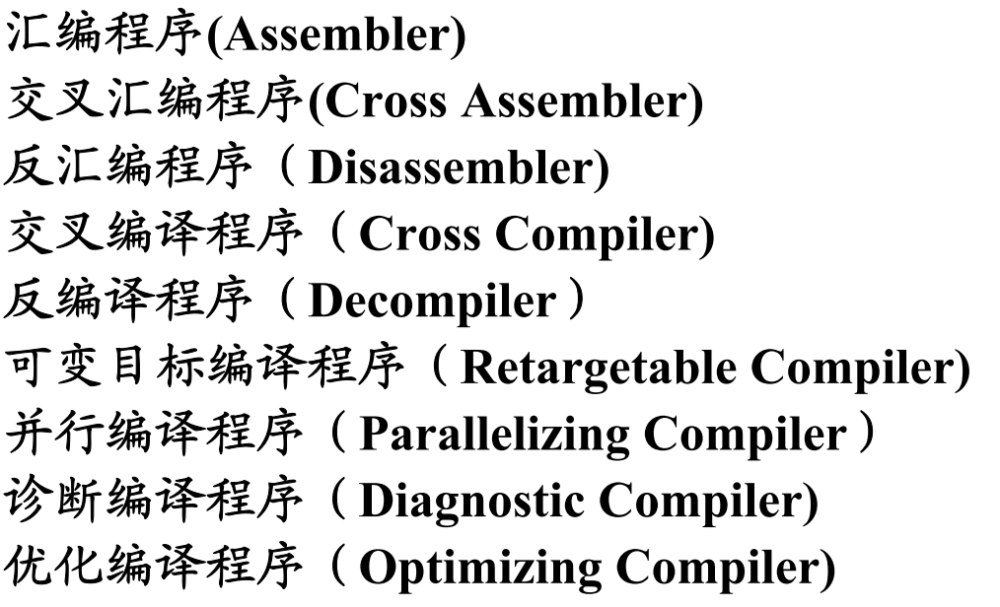 汇编程序(Assembler)
交叉汇编程序(Cross Assembler)
反汇编程序（Disassembler)
交叉编译程序（Cross Compiler)
反编译程序（Decompiler）
可变目标编译程序（Retargetable Compiler)
并行编译程序（Parallelizing Compiler）
诊断编译程序（Diagnostic Compiler)
优化编译程序（Optimizing Compiler)